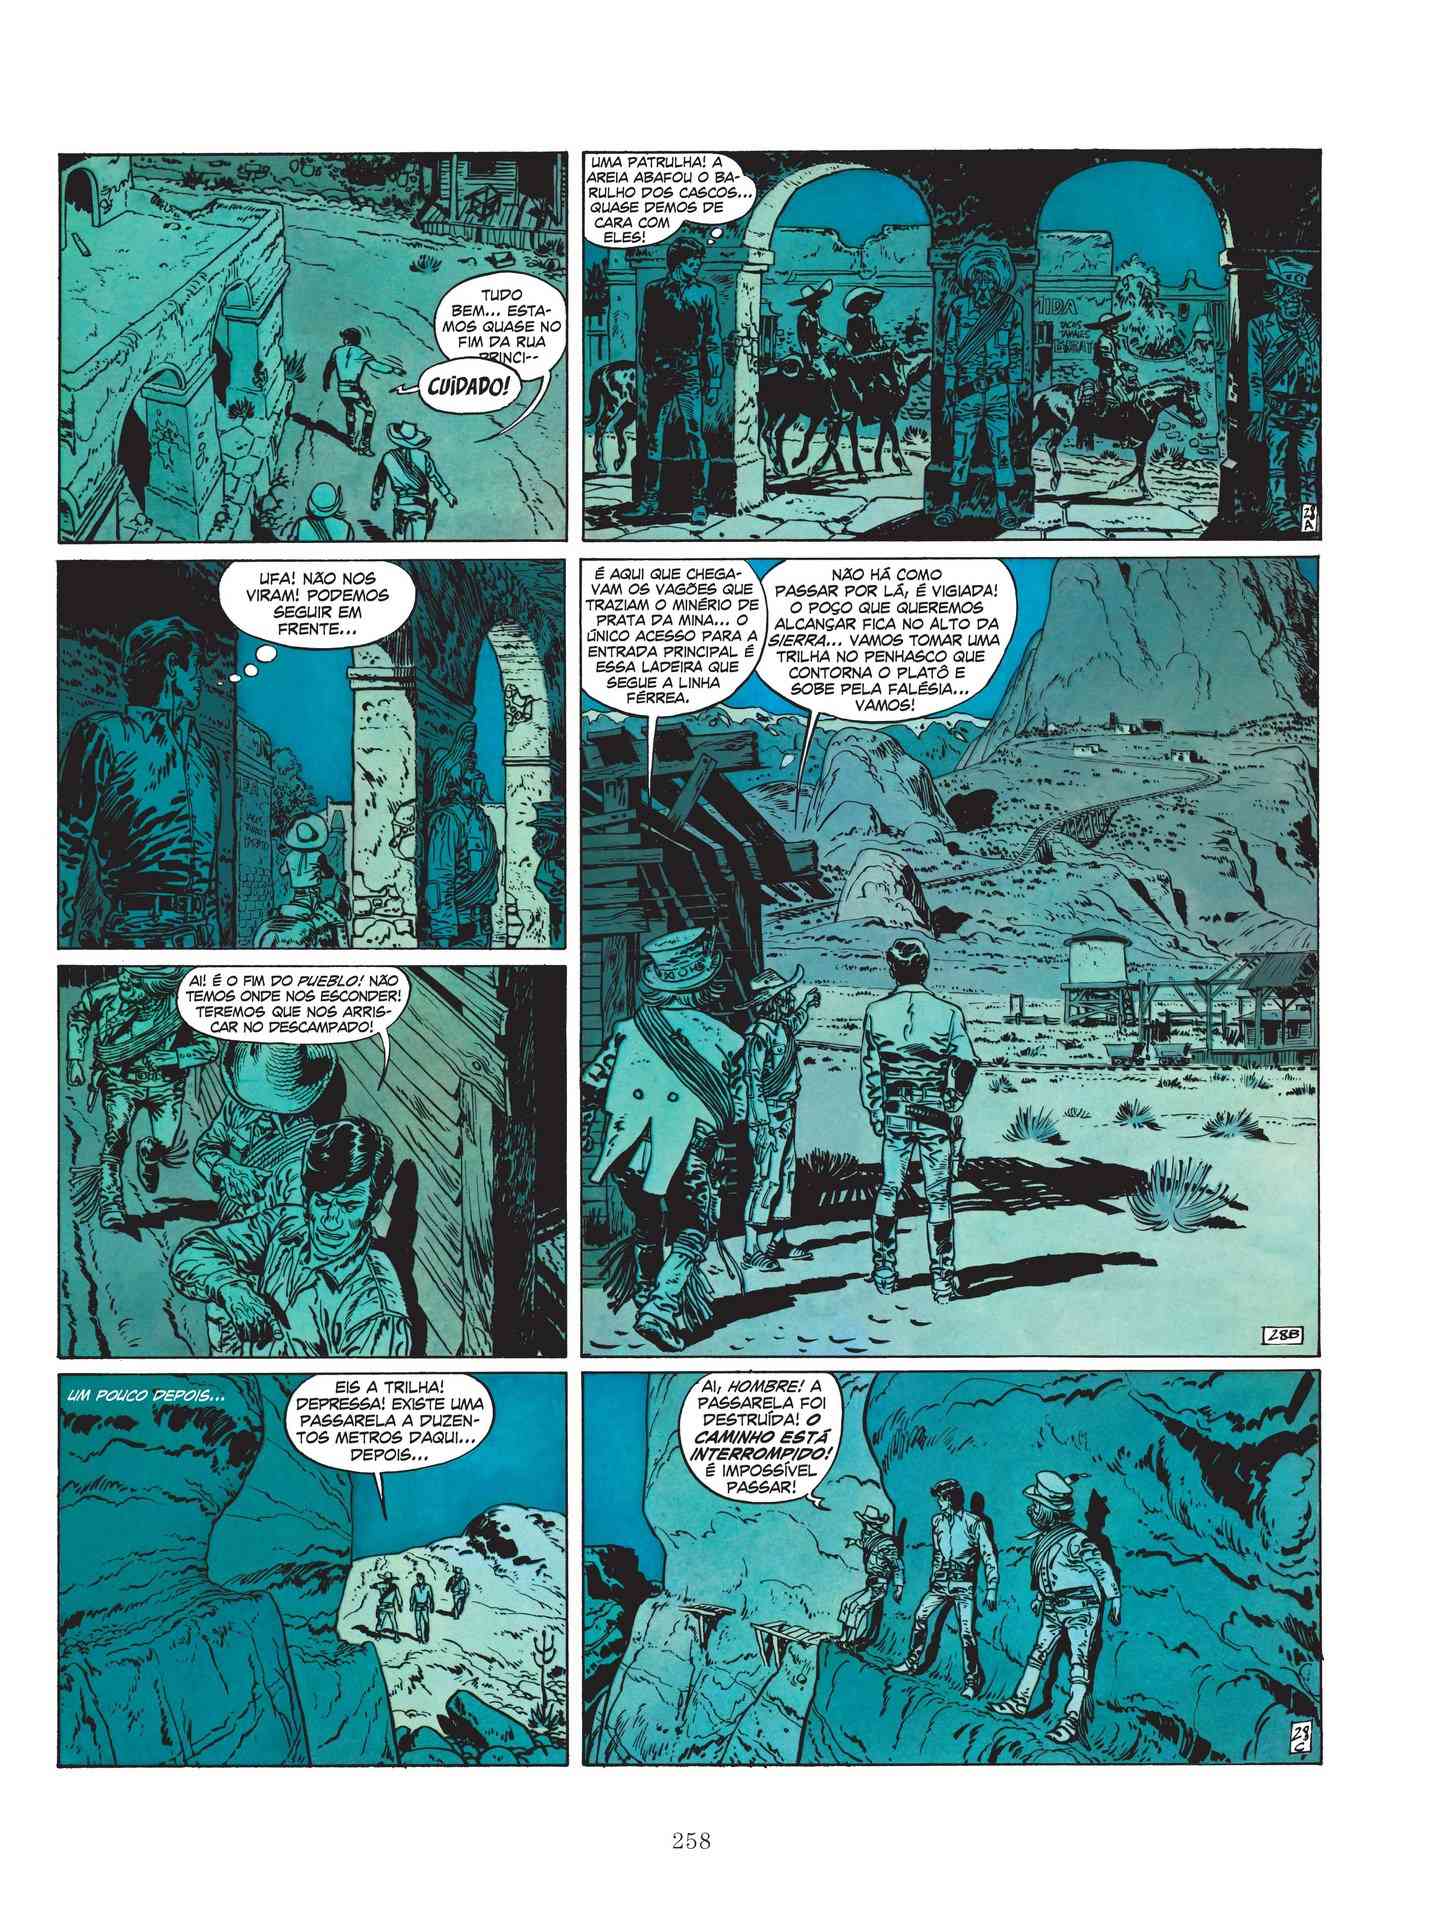 TUDO
BEM... ESTA-
MOS QUASE NO
FIM DA RUA
PRINCI--
CUIDADO!
UMA PATRULHA! A
AREIA ABAFOU O BA-
RULHO DOS CASCOS...
QUASE DEMOS DE
CARA COM
ELES!
MIDA
TACOS
TAMALES
28
A
UFA! NÃO NOS
VIRAM! PODEMOS
SEGUIR EM
FRENTE...
AI! É O FIM DO PUEBLO! NÃO
TEMOS ONDE NOS ESCONDER!
TEREMOS QUE NOS ARRIS-
CAR NO DESCAMPADO!
É AQUI QUE CHEGA-
VAM OS VAGÕES QUE
TRAZIAM O MINÉRIO DE
PRATA DA MINA... O
ÚNICO ACESSO PARA A
ENTRADA PRINCIPAL É
ESSA LADEIRA QUE
SEGUE A LINHA
FÉRREA.
NÃO HÁ COMO
PASSAR POR LÁ, É VIGIADA!
O POÇO QUE QUEREMOS
ALCANÇAR FICA NO ALTO DA
SIERRA... VAMOS TOMAR UMA
TRILHA NO PENHASCO QUE
CONTORNA O PLATÔ E
SOBE PELA FALÉSIA...
VAMOS!
28B
UM POUCO DEPOIS...
EIS A TRILHA!
DEPRESSA! EXISTE UMA
PASSARELA A DUZEN-
TOS METROS DAQUI...
DEPOIS...
AI, HOMBRE! A
PASSARELA FOI
DESTRUÍDA! O
CAMINHO ESTÁ
INTERROMPIDO!
É IMPOSSÍVEL
PASSAR!
28
C
258